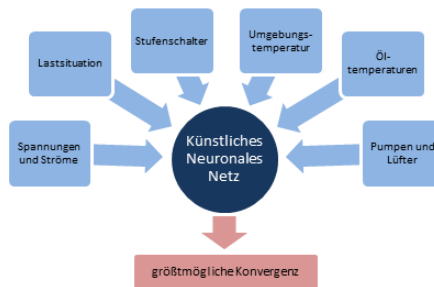 Stufenschalter
Umgebungs-
temperatur
Lastsituation
Öl-
temperaturen
Spannungen
und Ströme
Künstliches
Neuronales
Netz
Pumpen und
Lüfter
größtmögliche Konvergenz